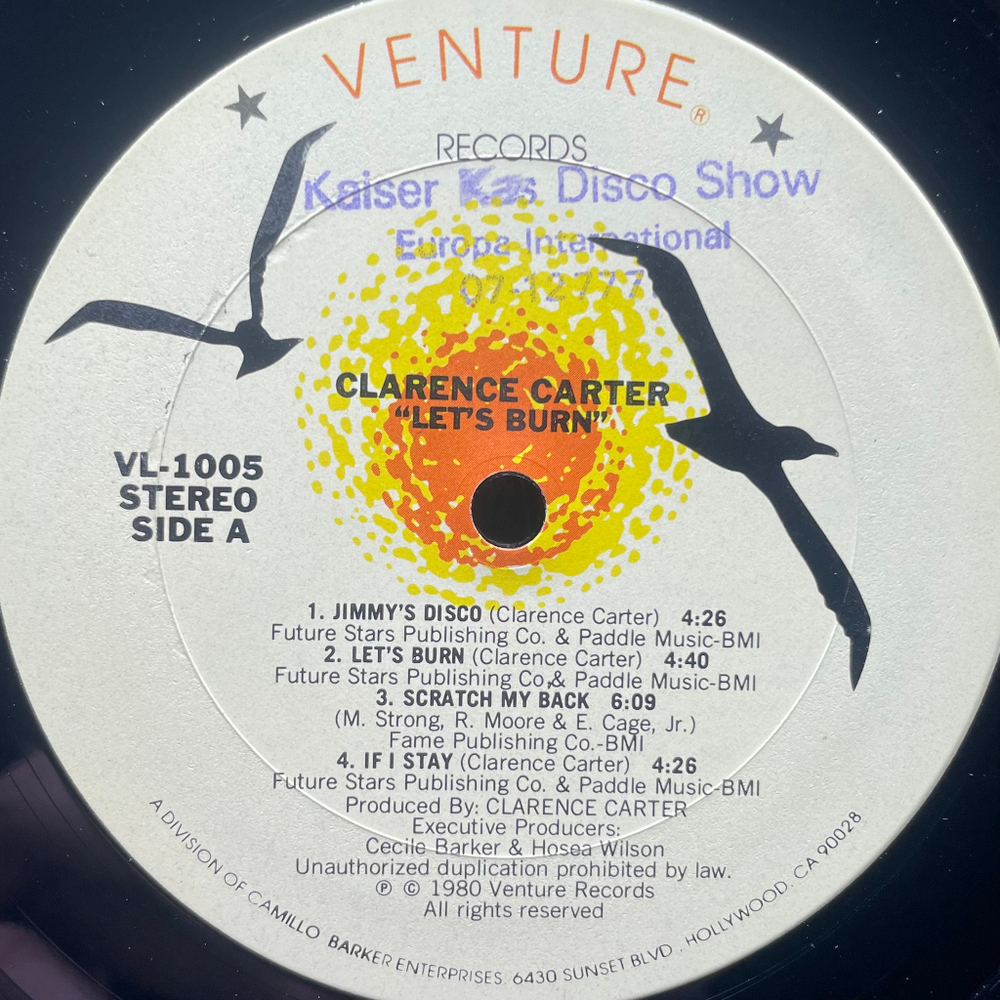 VENTURE®
RECORDS
Kaiser Kas Disco Show
Europa International
CLARENCE CARTER
"LET'S BURN"
VL-1005
STEREO
SIDE A
1. JIMMY'S DISCO (Clarence Carter) 4:26
Future Stars Publishing Co. & Paddle Music-BMI
2. LET'S BURN (Clarence Carter) 4:40
Future Stars Publishing Co,& Paddle Music-BMI
3. SCRATCH MY BACK 6:09
(M. Strong, R. Moore & E. Cage, Jr.)
Fame Publishing Co.-BMI
4. IF I STAY (Clarence Carter) 4:26
Future Stars Publishing Co. & Paddle Music-BMI
Produced By: CLARENCE CARTER
Executive Producers:
Cecile Barker & Hosea Wilson
Unauthorized duplication prohibited by law.
℗ © 1980 Venture Records
All rights reserved
A DIVISION OF CAMILLO BARKER ENTERPRISES. 6430 SUNSET BLVD., HOLLYWOOD, CA 90028